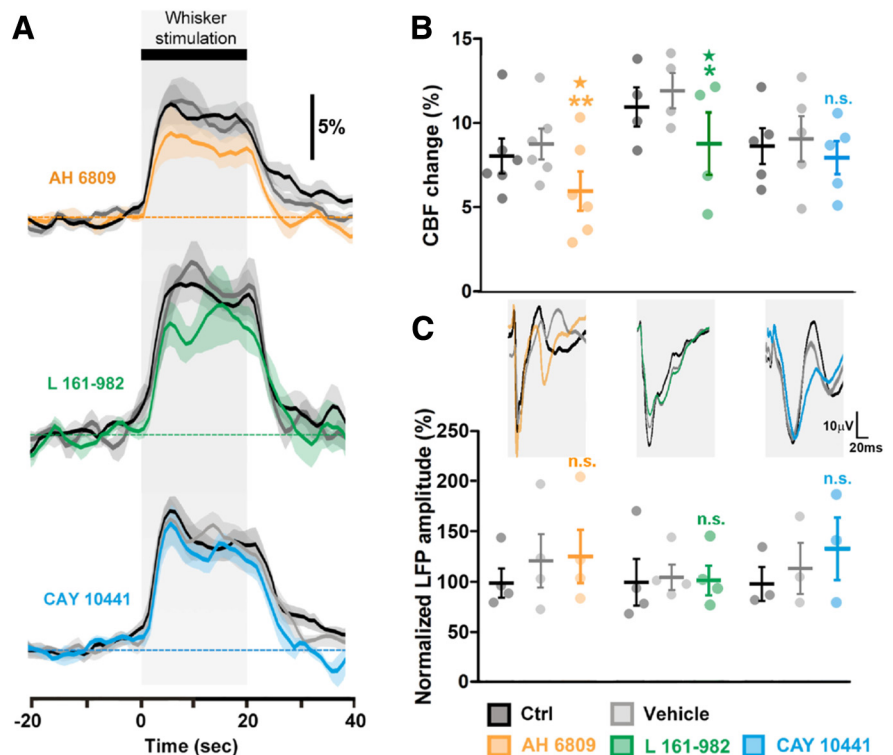 A
Whisker
stimulation
5%
AH 6809
L 161-982
CAY 10441
-20 0 20 40
Time (sec)
B
CBF change (%)
15
10
5
0
★
**
★
*
n.s.
C
10μV
20ms
Normalized LFP amplitude (%)
250
200
150
100
50
0
n.s.
n.s.
n.s.
Ctrl Vehicle
AH 6809 L 161-982 CAY 10441